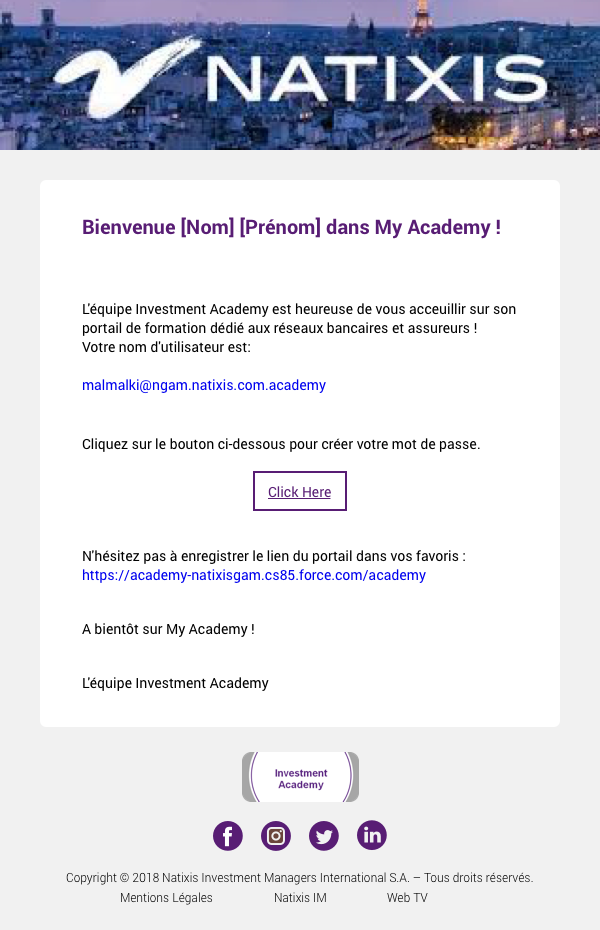 NATIXIS
Bienvenue [Nom] [Prénom] dans My Academy !
L'équipe Investment Academy est heureuse de vous acceuillir sur son
portail de formation dédié aux réseaux bancaires et assureurs !
Votre nom d'utilisateur est:
malmalki@ngam.natixis.com.academy
Cliquez sur le bouton ci-dessous pour créer votre mot de passe.
Click Here
N'hésitez pas à enregistrer le lien du portail dans vos favoris :
https://academy-natixisgam.cs85.force.com/academy
A bientôt sur My Academy !
L'équipe Investment Academy
Investment
Academy
Copyright © 2018 Natixis Investment Managers International S.A. – Tous droits réservés.
Mentions Légales Natixis IM Web TV